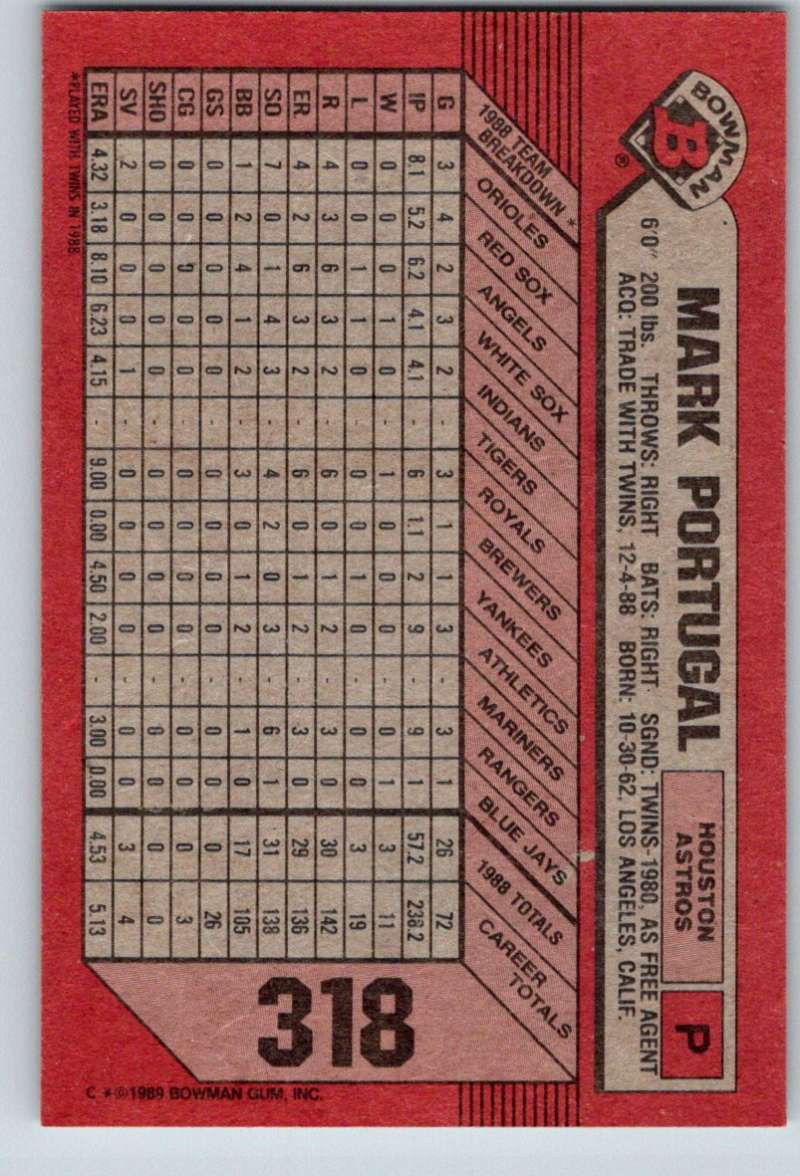 BOWMAN
B
®
MARK PORTUGAL
HOUSTON
ASTROS
P
6'0" 200 lbs. THROWS: RIGHT BATS: RIGHT SGND: TWINS-1980, AS FREE AGENT
ACQ: TRADE WITH TWINS, 12-4-88 BORN: 10-30-62, LOS ANGELES, CALIF.
1988 TEAM
BREAKDOWN *
ORIOLES
RED SOX
ANGELS
WHITE SOX
INDIANS
TIGERS
ROYALS
BREWERS
YANKEES
ATHLETICS
MARINERS
RANGERS
BLUE JAYS
1988 TOTALS
CAREER
TOTALS
G 3 4 2 3 2 - 3 1 1 3 - 3 1 26 72
IP 8.1 5.2 6.2 4.1 4.1 - 6 1.1 2 9 - 9 1 57.2 236.2
W 0 0 0 1 0 - 1 0 0 0 - 0 1 3 11
L 0 0 1 1 0 - 0 0 1 0 - 0 0 3 19
R 4 3 6 3 2 - 6 0 1 2 - 3 0 30 142
ER 4 2 6 3 2 - 6 0 1 2 - 3 0 29 136
SO 7 0 1 4 3 - 4 2 0 3 - 6 1 31 138
BB 1 2 4 1 2 - 3 0 1 2 - 1 0 17 105
GS 0 0 0 0 0 - 0 0 0 0 - 0 0 0 26
CG 0 0 0 0 0 - 0 0 0 0 - 0 0 0 3
SHO 0 0 0 0 0 - 0 0 0 0 - 0 0 0 0
SV 2 0 0 0 1 - 0 0 0 0 - 0 0 3 4
ERA 4.32 3.18 8.10 6.23 4.15 - 9.00 0.00 4.50 2.00 - 3.00 0.00 4.53 5.13
*PLAYED WITH TWINS IN 1988
318
C *©1989 BOWMAN GUM, INC.